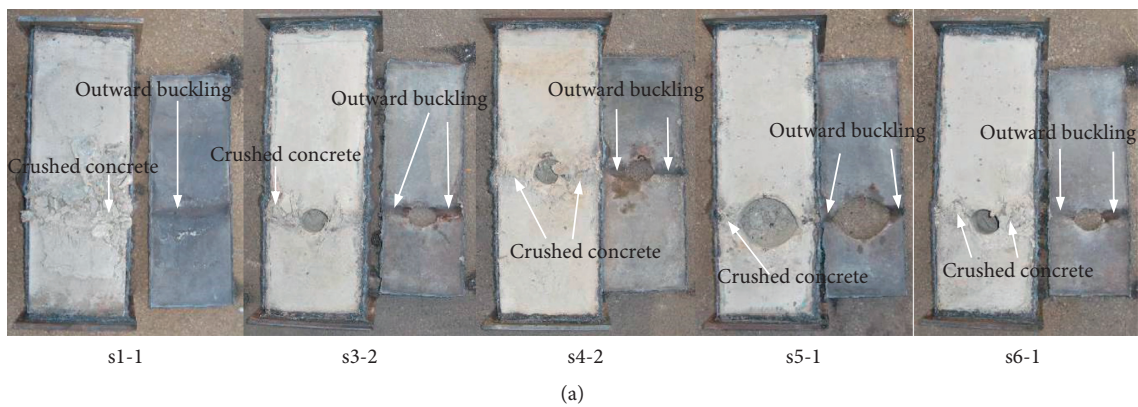 Outward buckling
Crushed concrete
Outward buckling
Crushed concrete
Outward buckling
Crushed concrete
Outward buckling
Crushed concrete
Outward buckling
Crushed concrete
s1-1
s3-2
s4-2
s5-1
s6-1
(a)